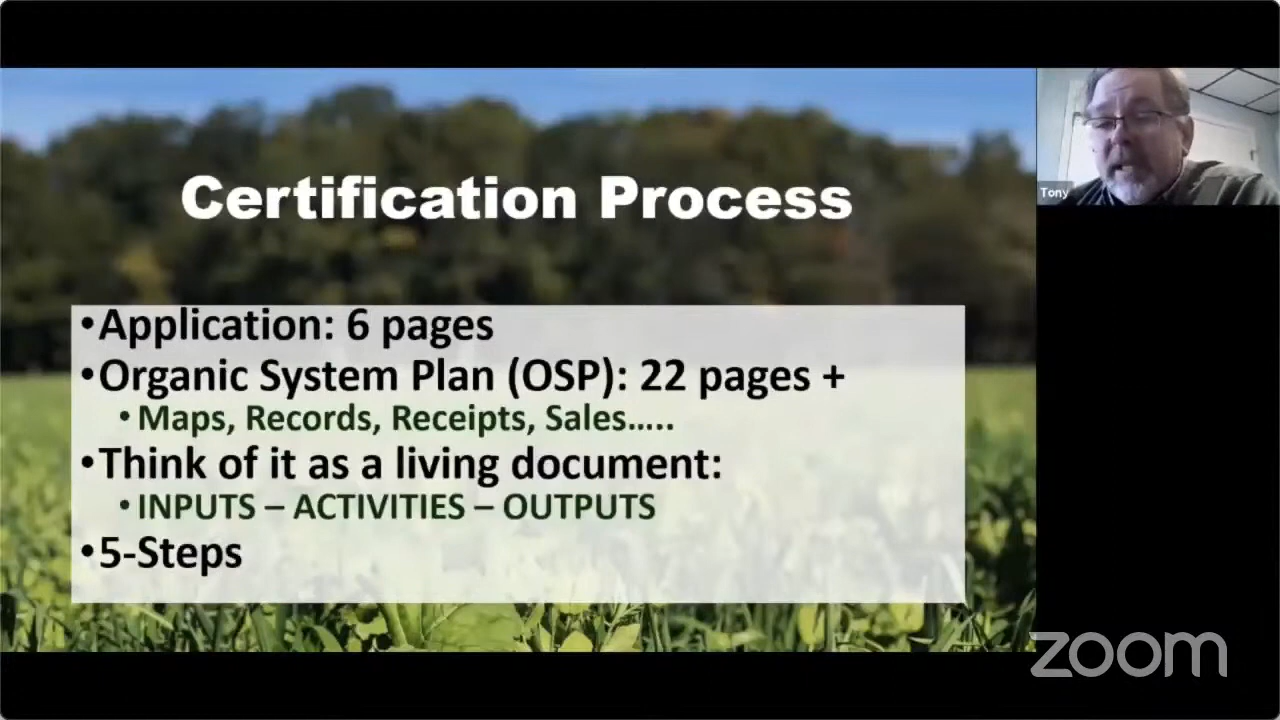 Certification Process
•Application: 6 pages
•Organic System Plan (OSP): 22 pages +
•Maps, Records, Receipts, Sales.....
•Think of it as a living document:
•INPUTS – ACTIVITIES – OUTPUTS
•5-Steps
Tony
zoom